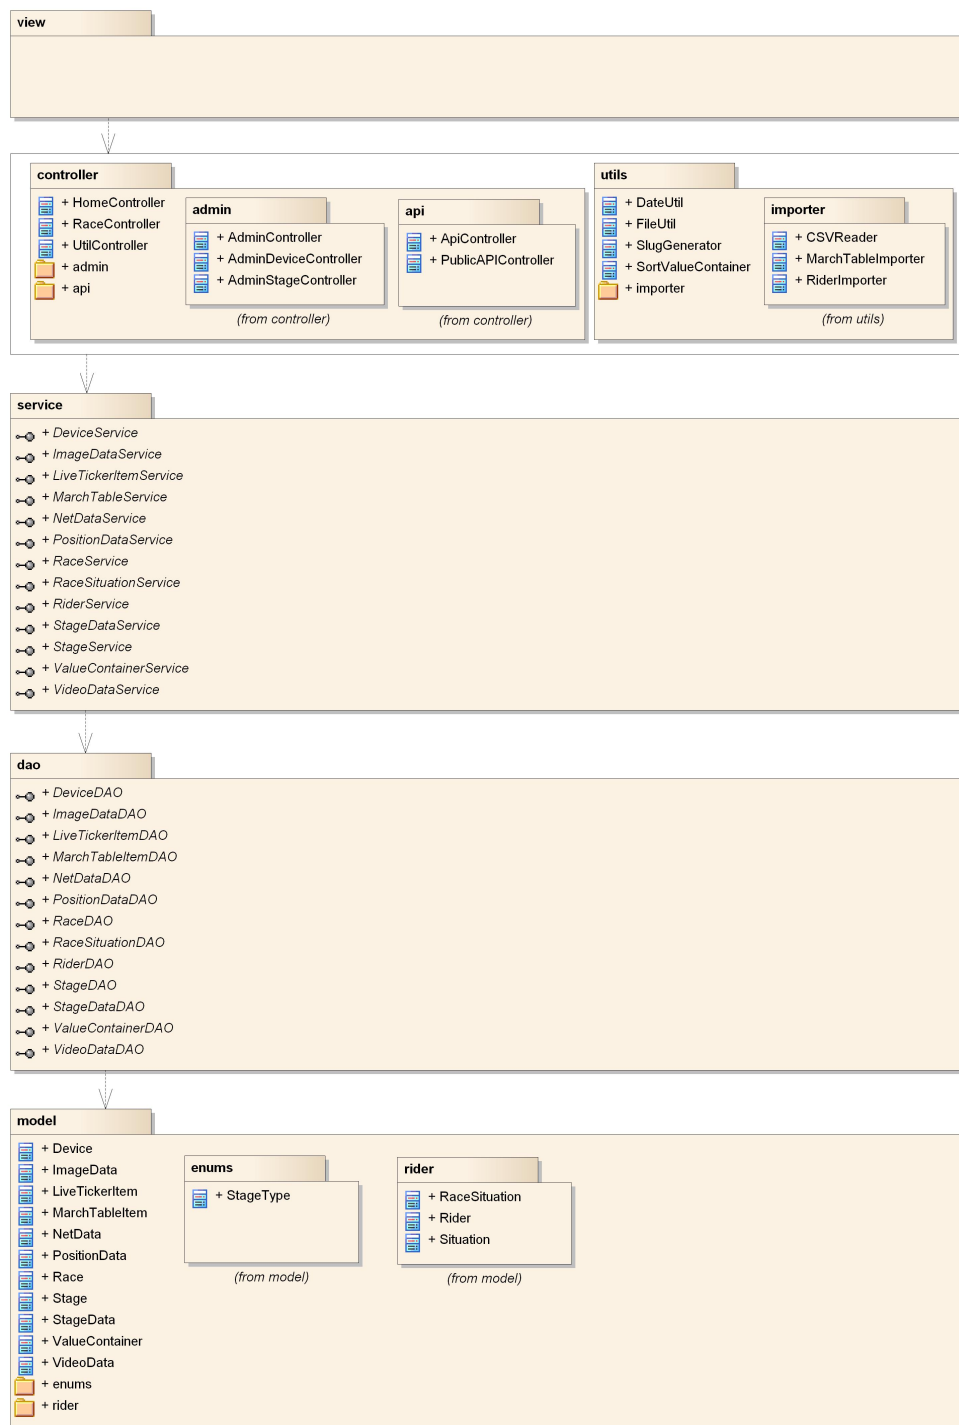 view
controller
+ HomeController
+ RaceController
+ UtilController
+ admin
+ api
admin
+ AdminController
+ AdminDeviceController
+ AdminStageController
(from controller)
api
+ ApiController
+ PublicAPIController
(from controller)
utils
+ DateUtil
+ FileUtil
+ SlugGenerator
+ SortValueContainer
+ importer
importer
+ CSVReader
+ MarchTableImporter
+ RiderImporter
(from utils)
service
+ DeviceService
+ ImageDataService
+ LiveTickerItemService
+ MarchTableService
+ NetDataService
+ PositionDataService
+ RaceService
+ RaceSituationService
+ RiderService
+ StageDataService
+ StageService
+ ValueContainerService
+ VideoDataService
dao
+ DeviceDAO
+ ImageDataDAO
+ LiveTickerItemDAO
+ MarchTableItemDAO
+ NetDataDAO
+ PositionDataDAO
+ RaceDAO
+ RaceSituationDAO
+ RiderDAO
+ StageDAO
+ StageDataDAO
+ ValueContainerDAO
+ VideoDataDAO
model
+ Device
+ ImageData
+ LiveTickerItem
+ MarchTableItem
+ NetData
+ PositionData
+ Race
+ Stage
+ StageData
+ ValueContainer
+ VideoData
+ enums
+ rider
enums
+ StageType
(from model)
rider
+ RaceSituation
+ Rider
+ Situation
(from model)